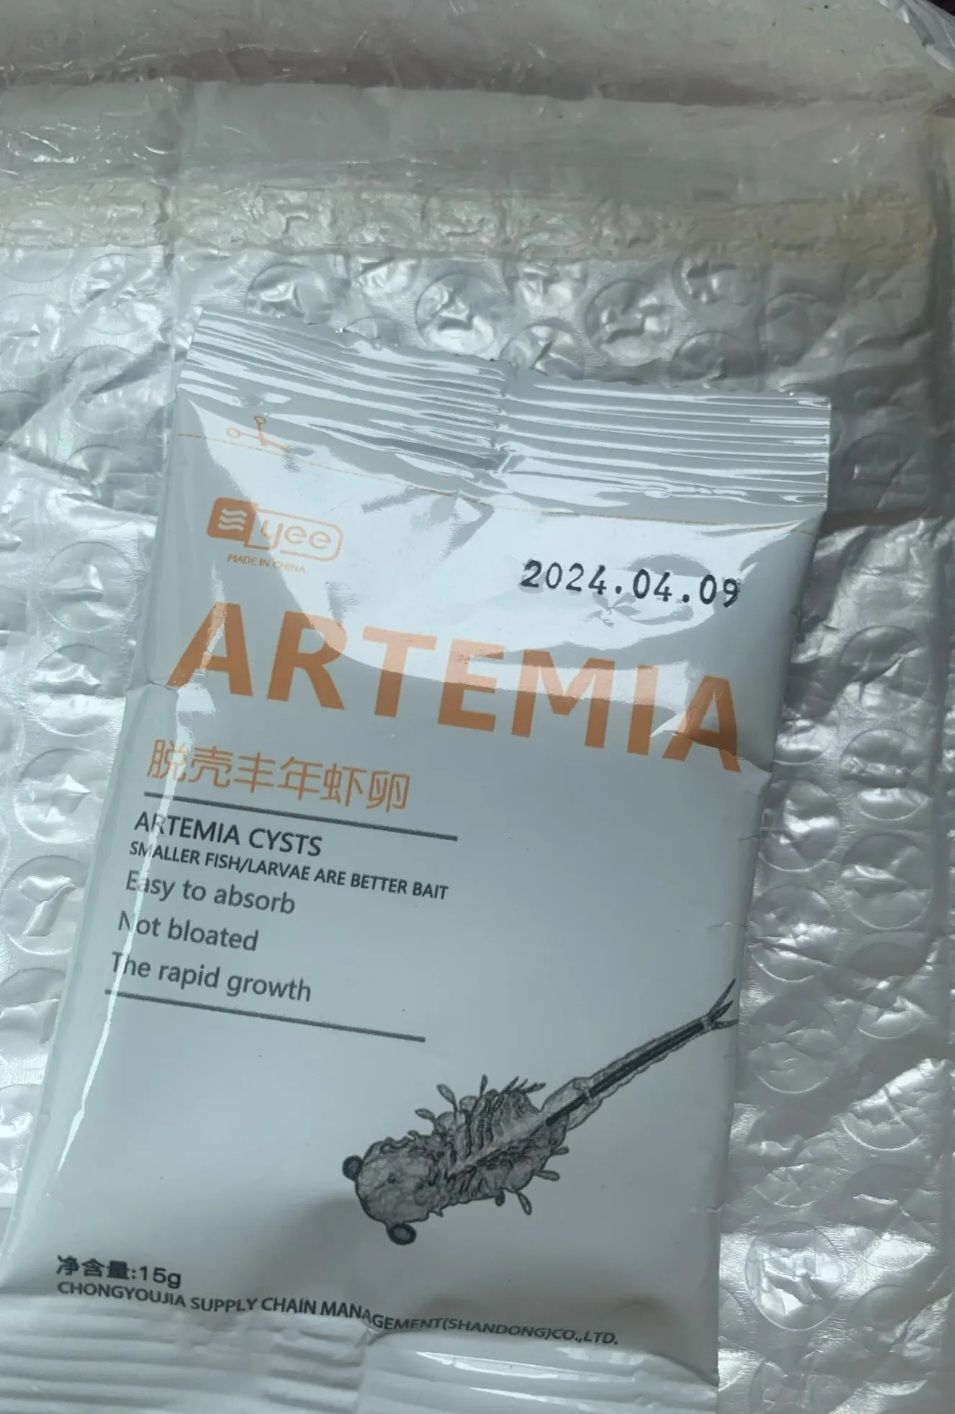 yee
MADE IN CHINA
2024.04.09
ARTEMIA
脱壳丰年虾卵
ARTEMIA CYSTS
SMALLER FISH/LARVAE ARE BETTER BAIT
Easy to absorb
Not bloated
The rapid growth
净含量:15g
CHONGYOUJIA SUPPLY CHAIN MANAGEMENT(SHANDONG)CO.,LTD.